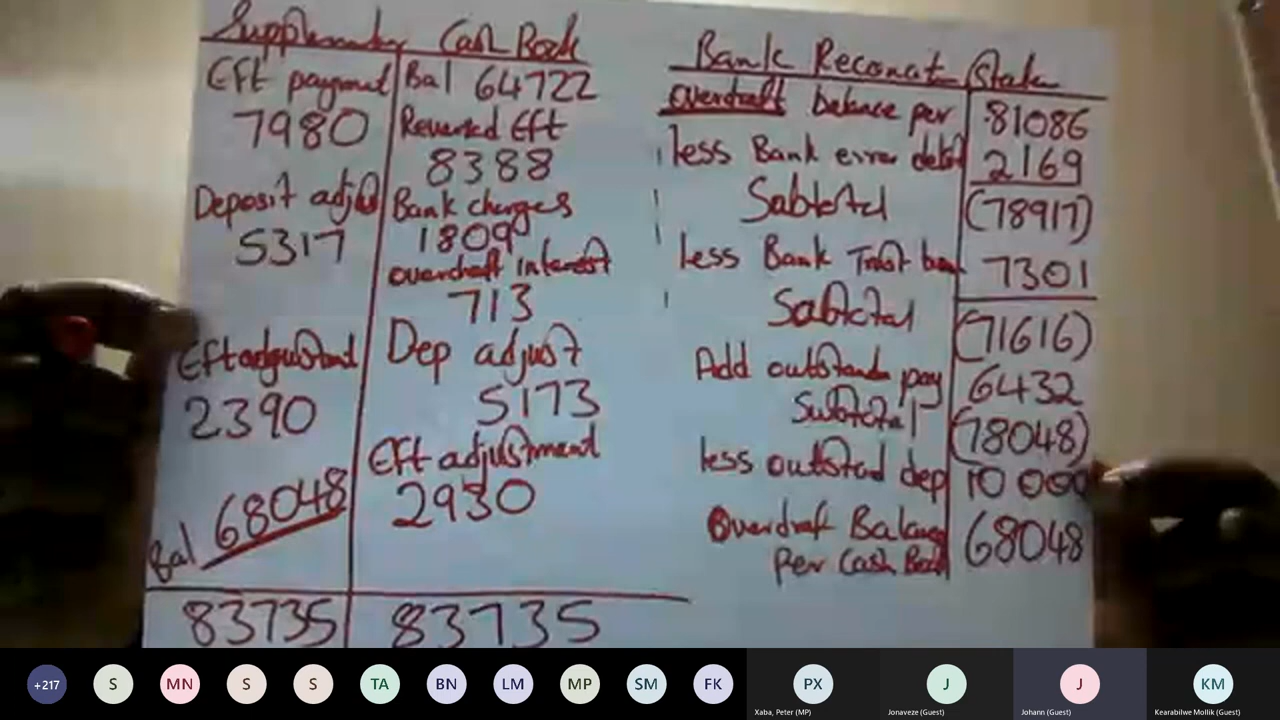 Supplementary Cash Book
Eft payment
7980
Deposit adjus
5317
Eft adjustment
2390
Bal 68048
83735
Bal 64722
Reversed Eft
8388
Bank charges
1809
overdraft interest
713
Dep adjust
5173
Eft adjustment
2930
83735
Bank Reconcat State
overdraft balance per 81086
less Bank error debit 2169
Subtotal (78917)
less Bank Trust 7301
Subtotal (71616)
Add outstanda pay 6432
Subtotal (78048)
less outstand dep 10 000
Overdraft Balance
Per Cash Book 68048
+217
S
MN
S
S
TA
BN
LM
MP
SM
FK
PX
Xaba, Peter (MP)
J
Jonaveze (Guest)
J
Johann (Guest)
KM
Kearabilwe Mollik (Guest)